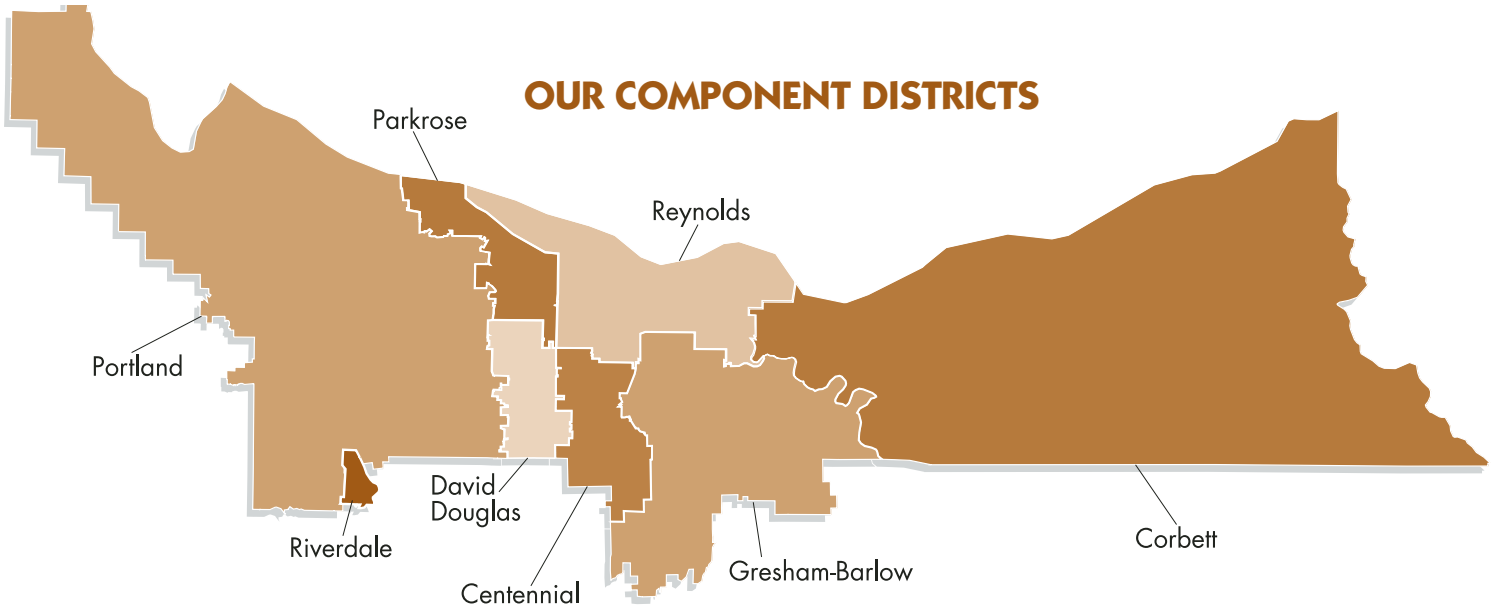 OUR COMPONENT DISTRICTS
Parkrose
Reynolds
Portland
David
Douglas
Riverdale
Corbett
Gresham-Barlow
Centennial